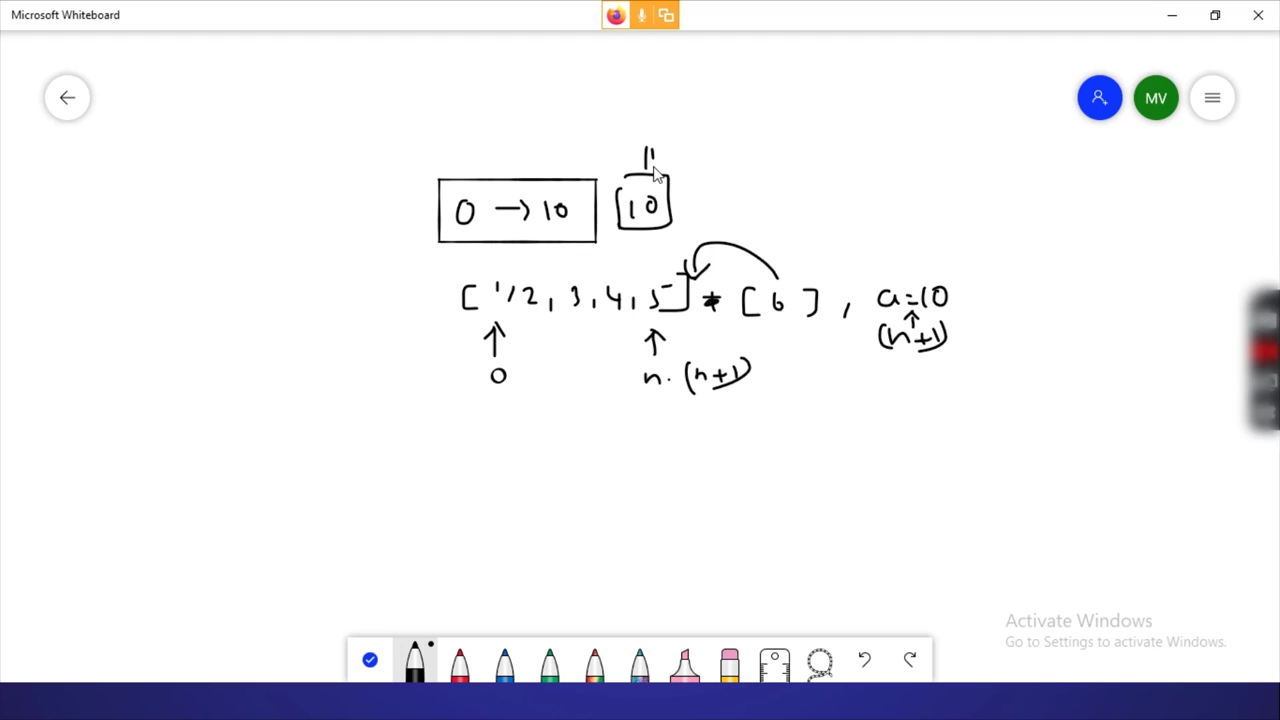 Microsoft Whiteboard
MV
11
0 → 10 [10]
[1, 2, 3, 4, 5] * [6], a=10
(n+1)
0 n. (n+1)
Activate Windows
Go to Settings to activate Windows.